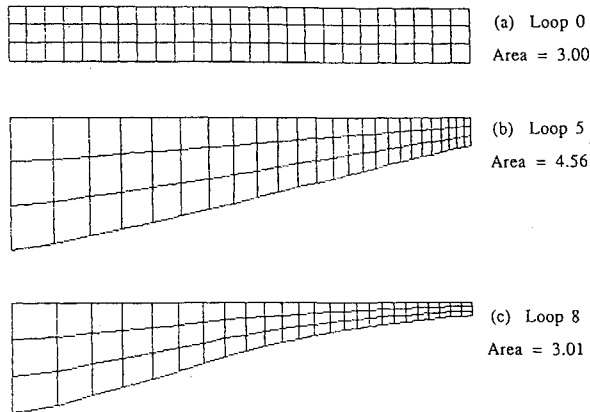 (a) Loop 0
Area = 3.00
(b) Loop 5
Area = 4.56
(c) Loop 8
Area = 3.01